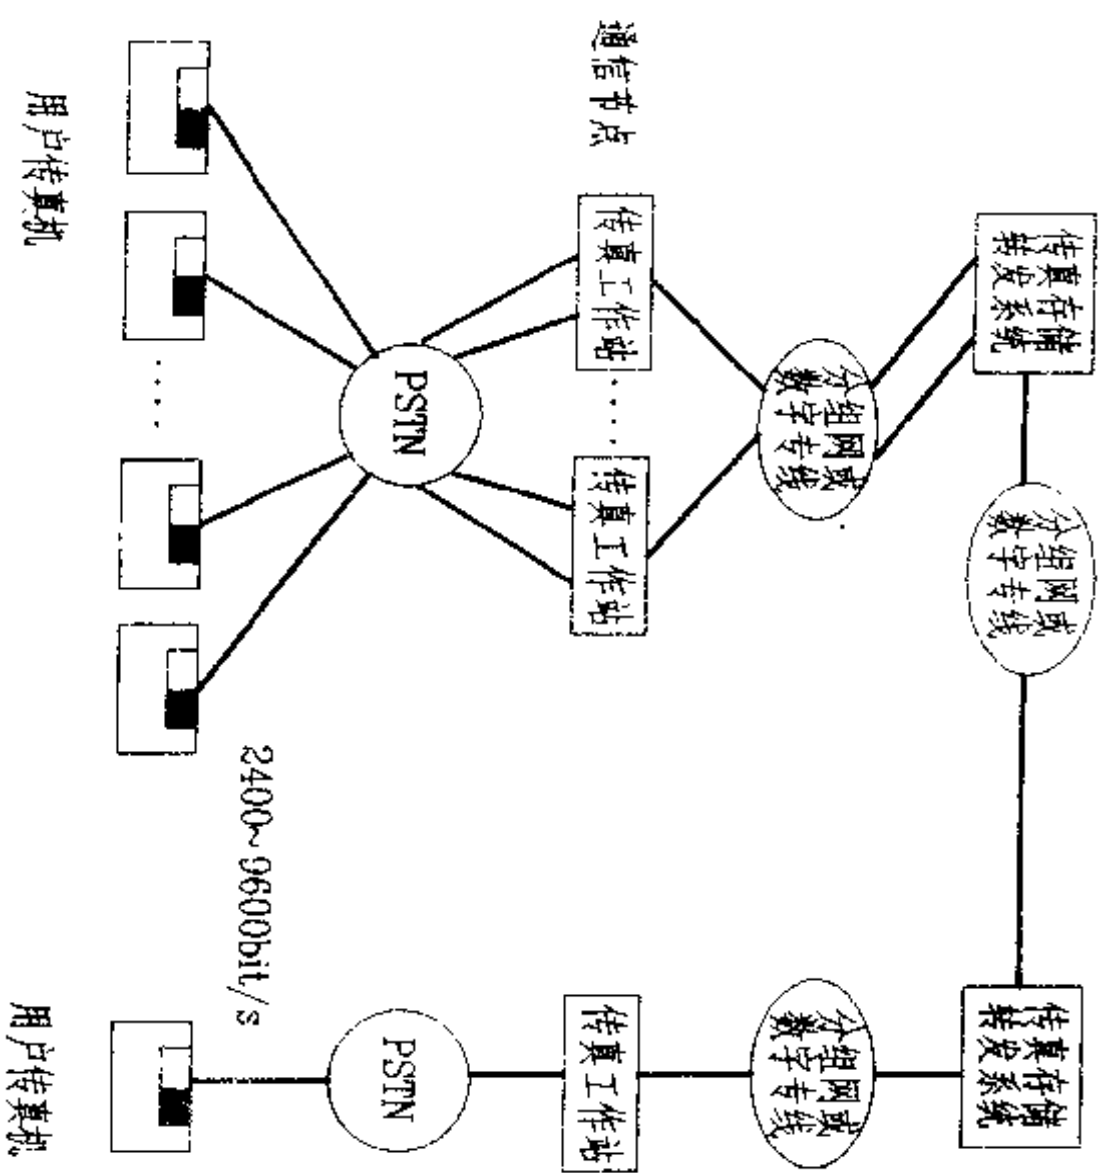 传真存储
转发系统
分组网或
数字专线
传真存储
转发系统
分组网或
数字专线
分组网或
数字专线
通信节点
传真工作站
传真工作站
传真工作站
PSTN
PSTN
2400~9600bit/s
用户传真机
用户传真机